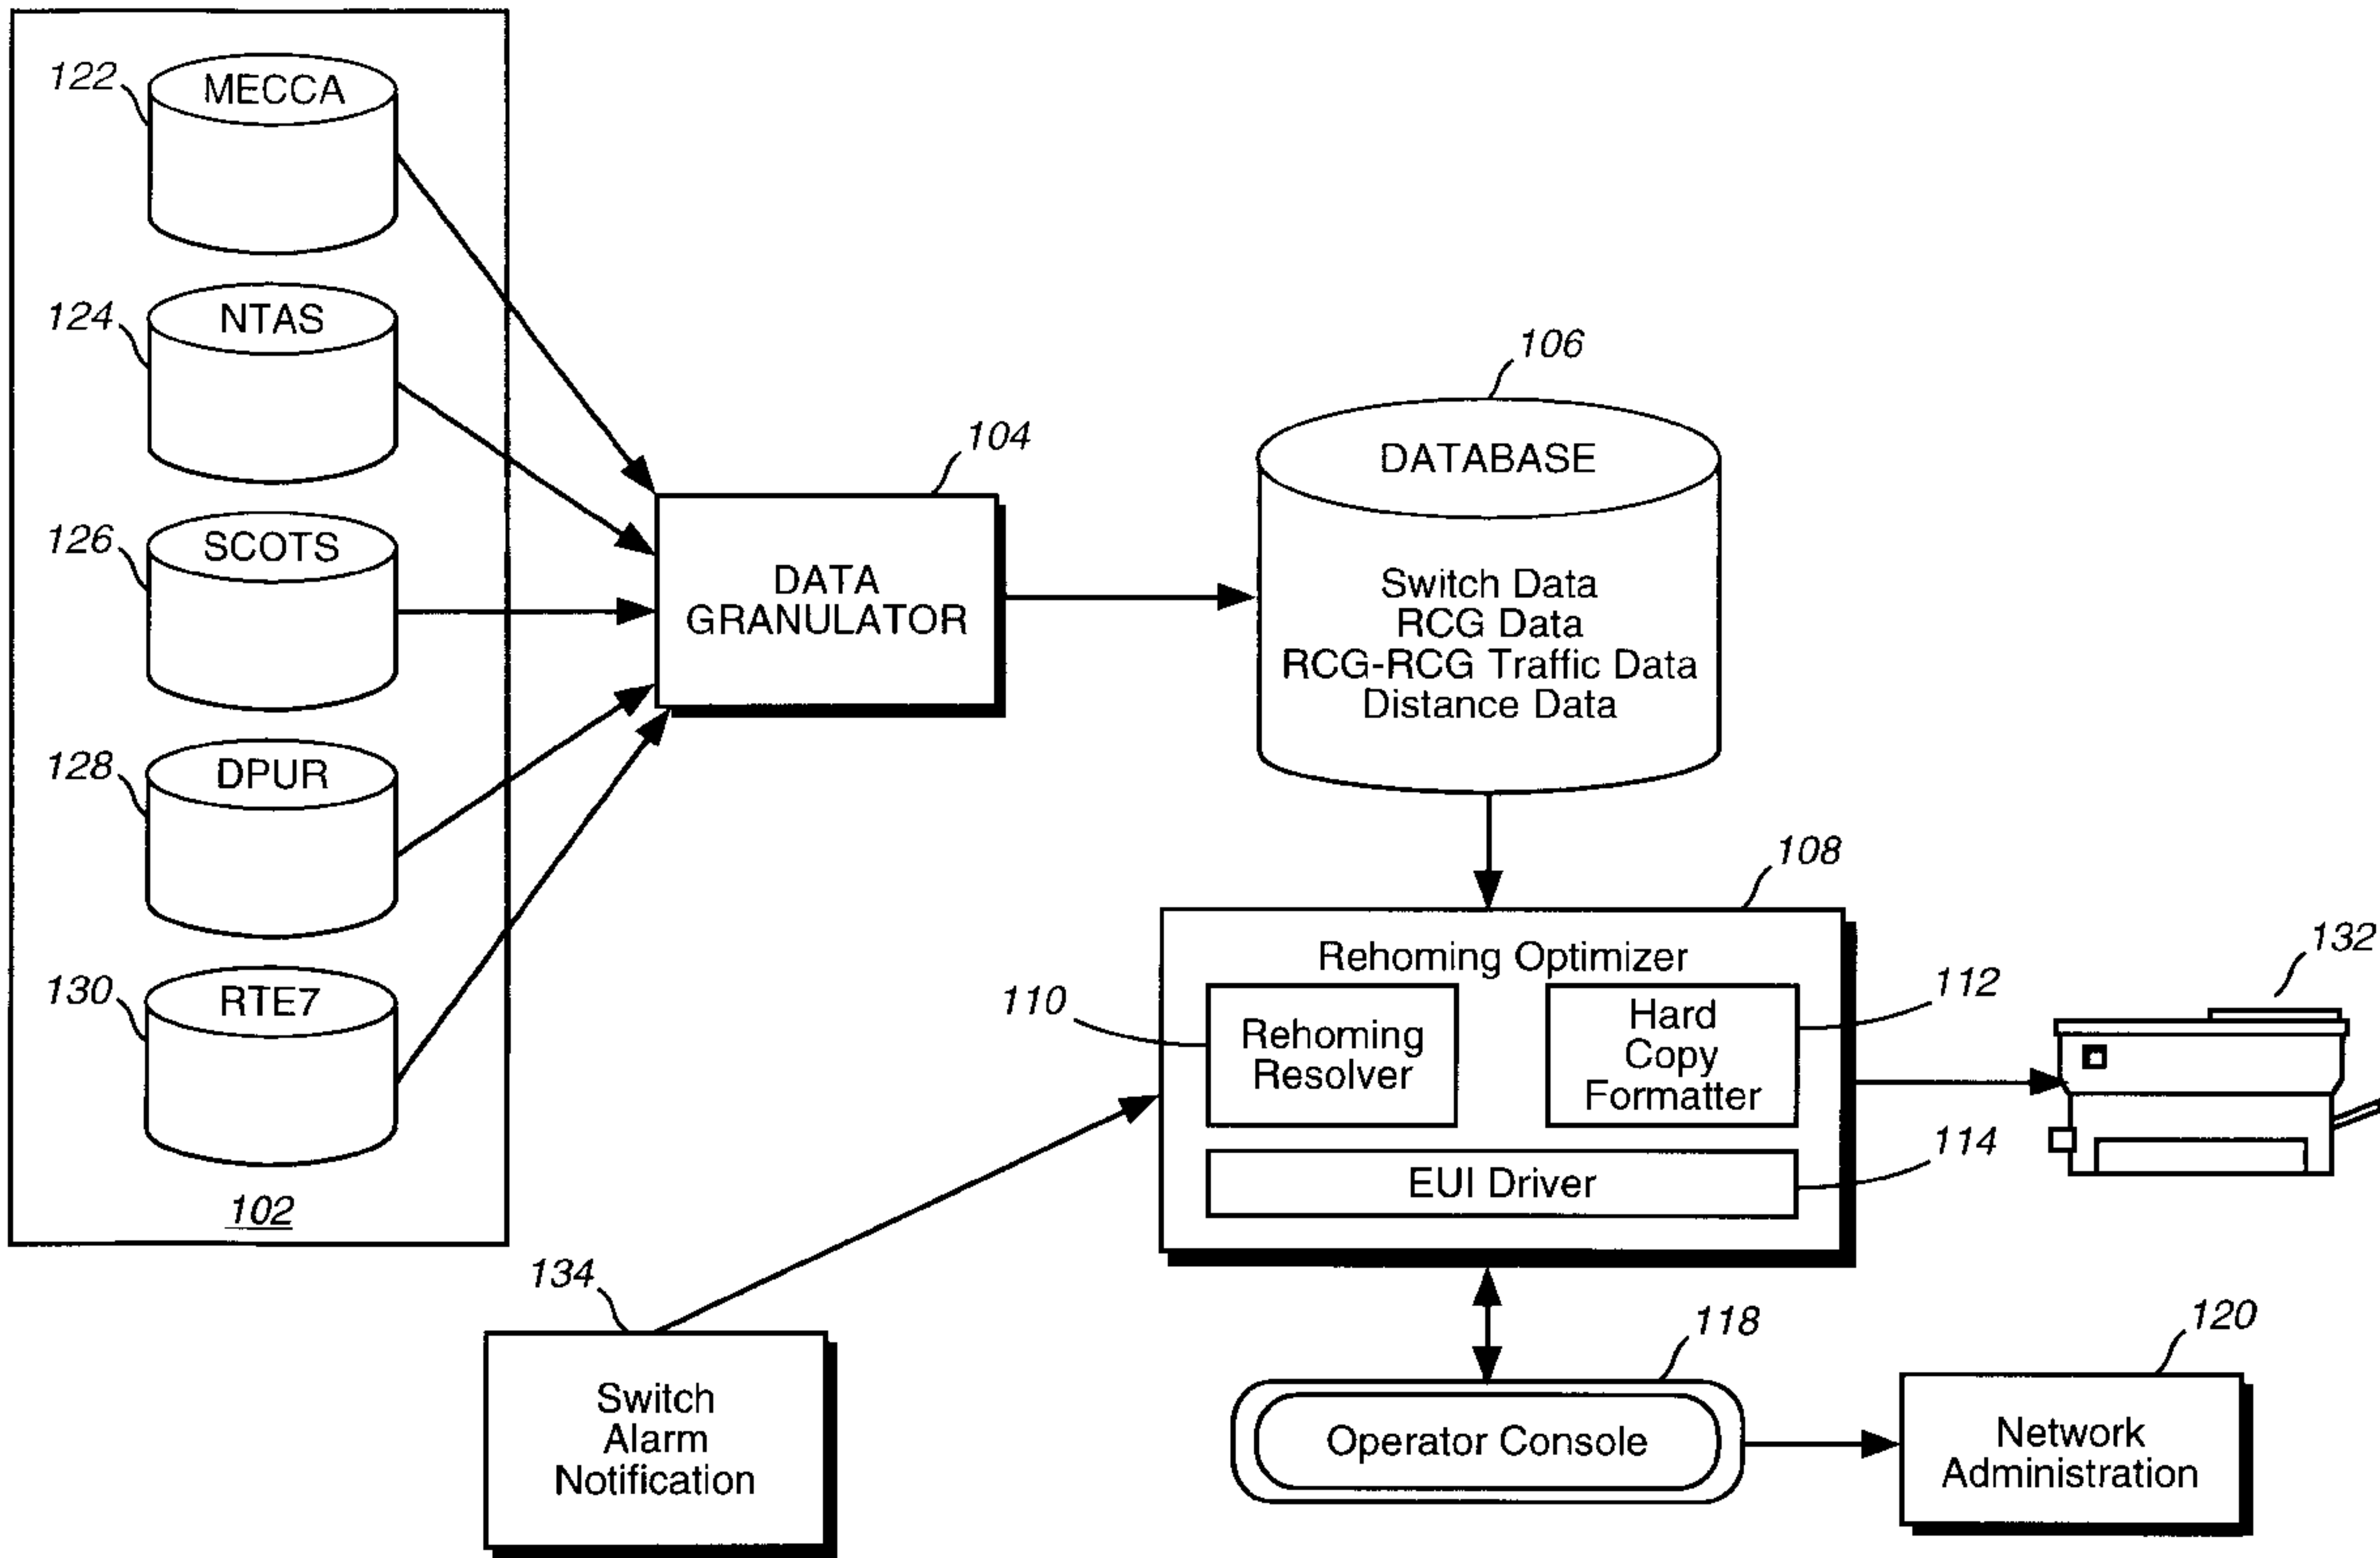 122
MECCA
124
NTAS
126
SCOTS
128
DPUR
130
RTE7
102
104
DATA
GRANULATOR
106
DATABASE
Switch Data
RCG Data
RCG-RCG Traffic Data
Distance Data
108
Rehoming Optimizer
110
Rehoming
Resolver
112
Hard
Copy
Formatter
114
EUI Driver
132
134
Switch
Alarm
Notification
118
Operator Console
120
Network
Administration